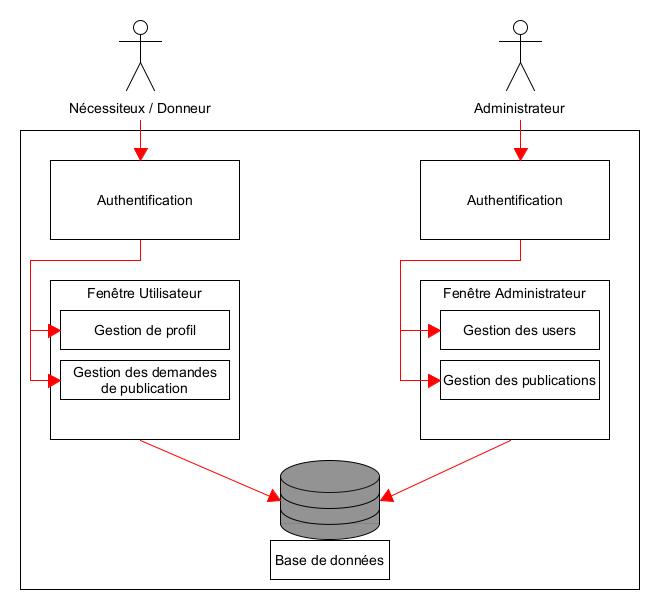 Nécessiteux / Donneur
Administrateur
Authentification
Authentification
Fenêtre Utilisateur
Gestion de profil
Gestion des demandes
de publication
Fenêtre Administrateur
Gestion des users
Gestion des publications
Base de données